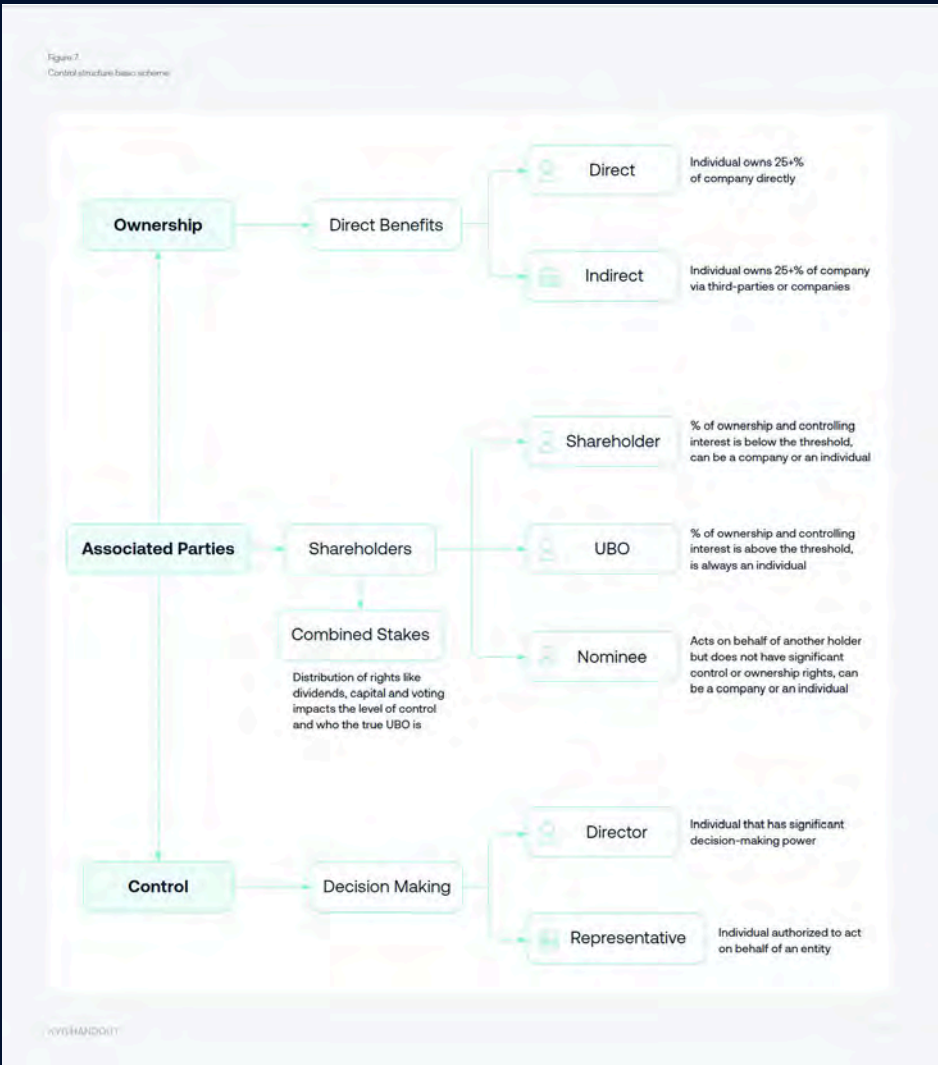 Figure 7
Control structure basic scheme
Ownership
Direct Benefits
Direct
Individual owns 25+%
of company directly
Indirect
Individual owns 25+% of company
via third-parties or companies
Associated Parties
Shareholders
Combined Stakes
Distribution of rights like
dividends, capital and voting
impacts the level of control
and who the true UBO is
Shareholder
% of ownership and controlling
interest is below the threshold,
can be a company or an individual
UBO
% of ownership and controlling
interest is above the threshold,
is always an individual
Nominee
Acts on behalf of another holder
but does not have significant
control or ownership rights, can
be a company or an individual
Control
Decision Making
Director
Individual that has significant
decision-making power
Representative
Individual authorized to act
on behalf of an entity
HANDOUT